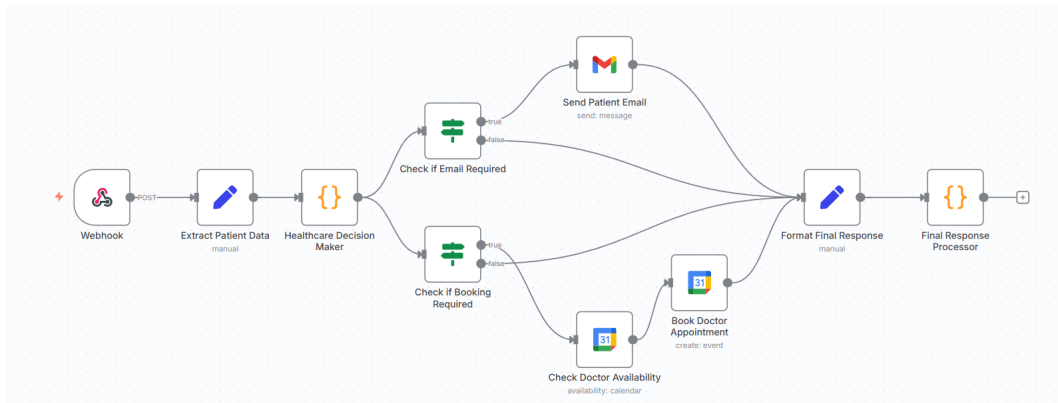 Send Patient Email
send: message
true
false
Check if Email Required
POST
Webhook
Extract Patient Data
manual
Healthcare Decision
Maker
true
false
Check if Booking
Required
31
Book Doctor
Appointment
create: event
31
Check Doctor Availability
availability: calendar
Format Final Response
manual
Final Response
Processor